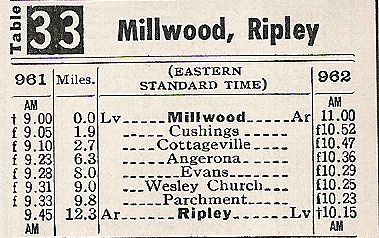 Table 33 Millwood, Ripley
961 Miles. (EASTERN STANDARD TIME) 962
AM AM
† 9.00 0.0 Lv Millwood Ar 11.00
f 9.05 1.9 Cushings f10.52
f 9.10 2.7 Cottageville f10.47
f 9.23 6.3 Angerona f10.36
f 9.28 8.0 Evans f10.29
f 9.31 9.0 Wesley Church f10.25
f 9.33 9.8 Parchment f10.23
9.45 12.3 Ar Ripley Lv †10.15
AM AM